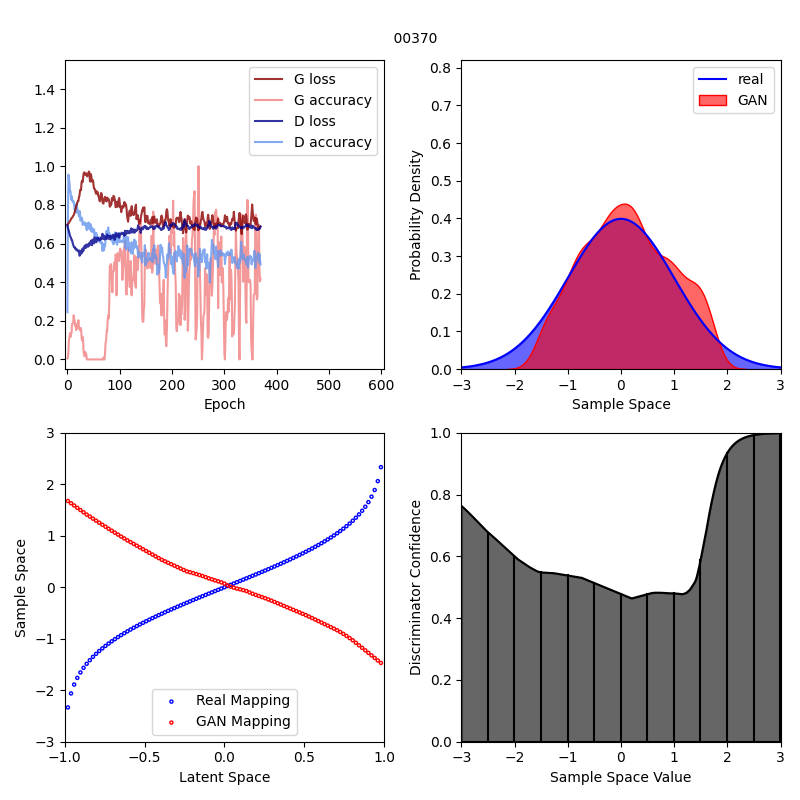 00370
G loss
G accuracy
D loss
D accuracy
1.4
1.2
1.0
0.8
0.6
0.4
0.2
0.0
0 100 200 300 400 500 600
Epoch
real
GAN
0.8
0.7
0.6
0.5
0.4
0.3
0.2
0.1
0.0
Probability Density
−3 −2 −1 0 1 2 3
Sample Space
3
2
1
0
−1
−2
−3
Sample Space
Real Mapping
GAN Mapping
−1.0 −0.5 0.0 0.5 1.0
Latent Space
1.0
0.8
0.6
0.4
0.2
0.0
Discriminator Confidence
−3 −2 −1 0 1 2 3
Sample Space Value